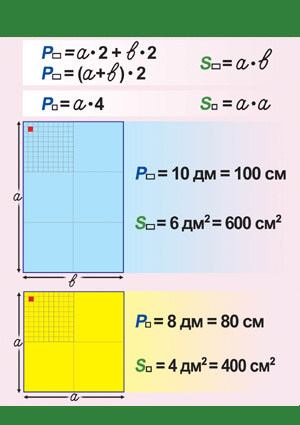 P▭ = a • 2 + b • 2
P▭ = (a+b) • 2
S▭ = a • b
P□ = a • 4
S□ = a • a
a
P▭ = 10 дм = 100 см
S▭ = 6 дм² = 600 см²
b
a
P□ = 8 дм = 80 см
S□ = 4 дм² = 400 см²
a